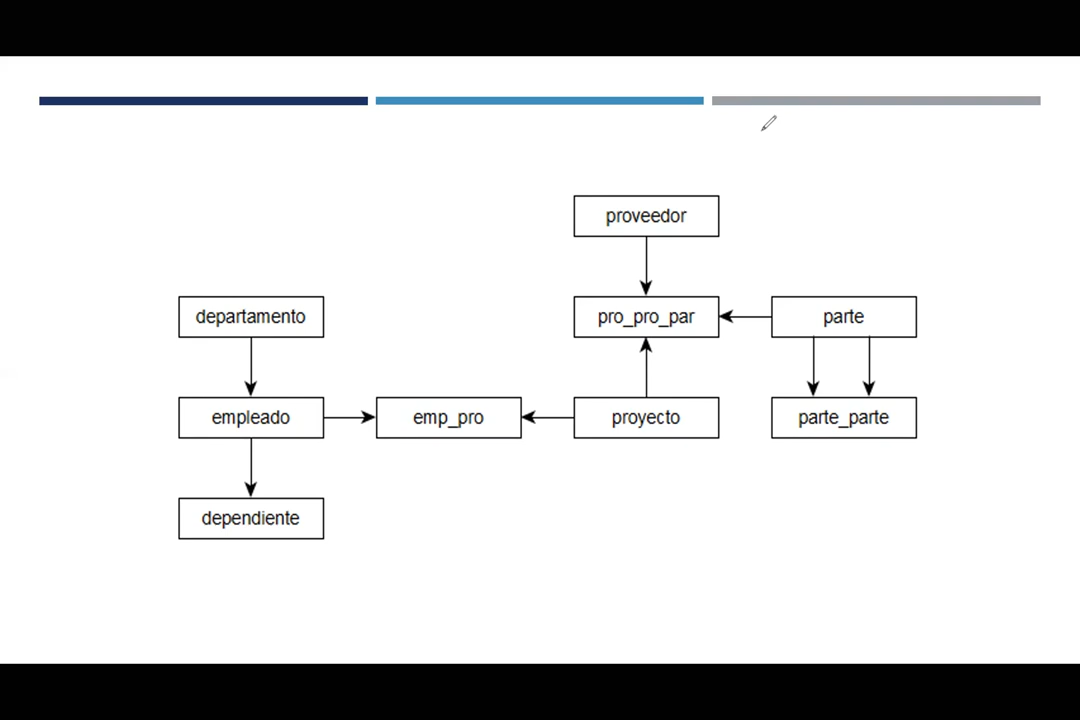 proveedor
departamento
pro_pro_par
parte
empleado
emp_pro
proyecto
parte_parte
dependiente